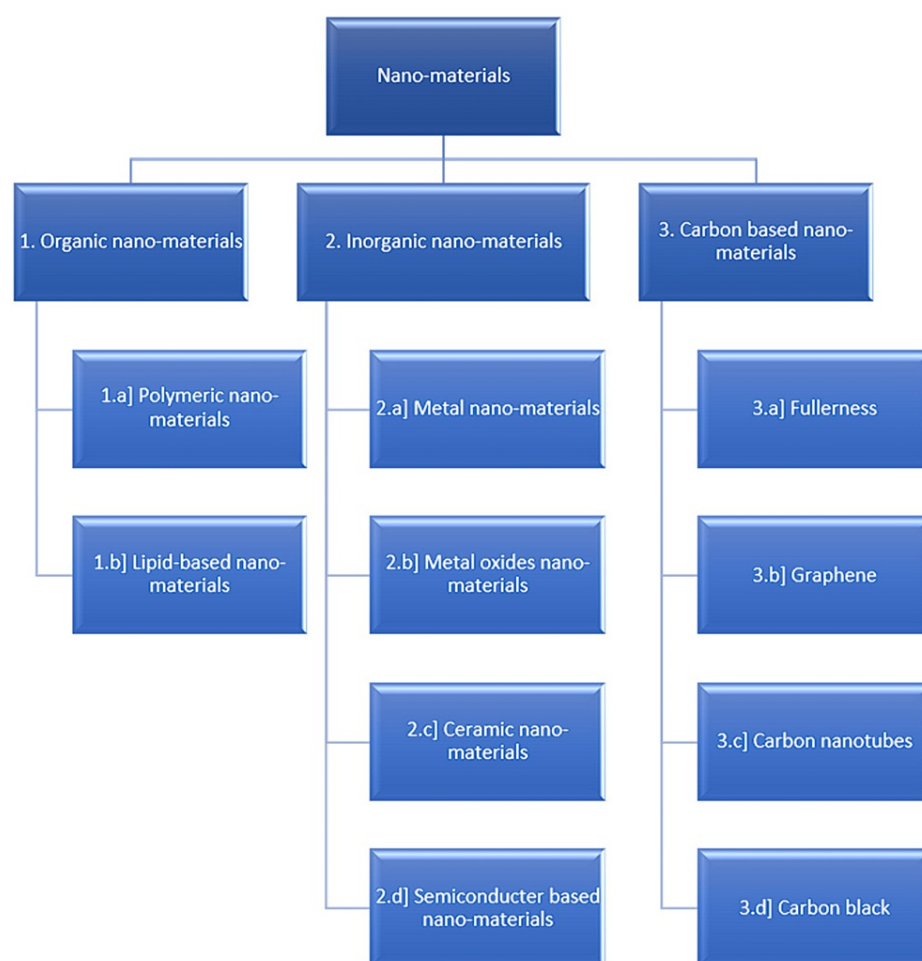 Nano-materials
1. Organic nano-materials
1.a] Polymeric nano-
materials
1.b] Lipid-based nano-
materials
2. Inorganic nano-materials
2.a] Metal nano-materials
2.b] Metal oxides nano-
materials
2.c] Ceramic nano-
materials
2.d] Semiconducter based
nano-materials
3. Carbon based nano-
materials
3.a] Fullerness
3.b] Graphene
3.c] Carbon nanotubes
3.d] Carbon black